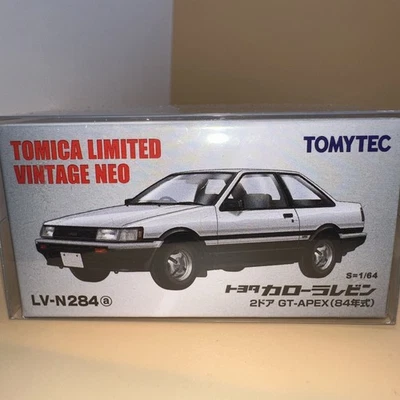 TOMICA LIMITED
VINTAGE NEO
TOMYTEC
S=1/64
LV-N284ⓐ
トヨタ カローラレビン
2ドア GT-APEX(84年式)